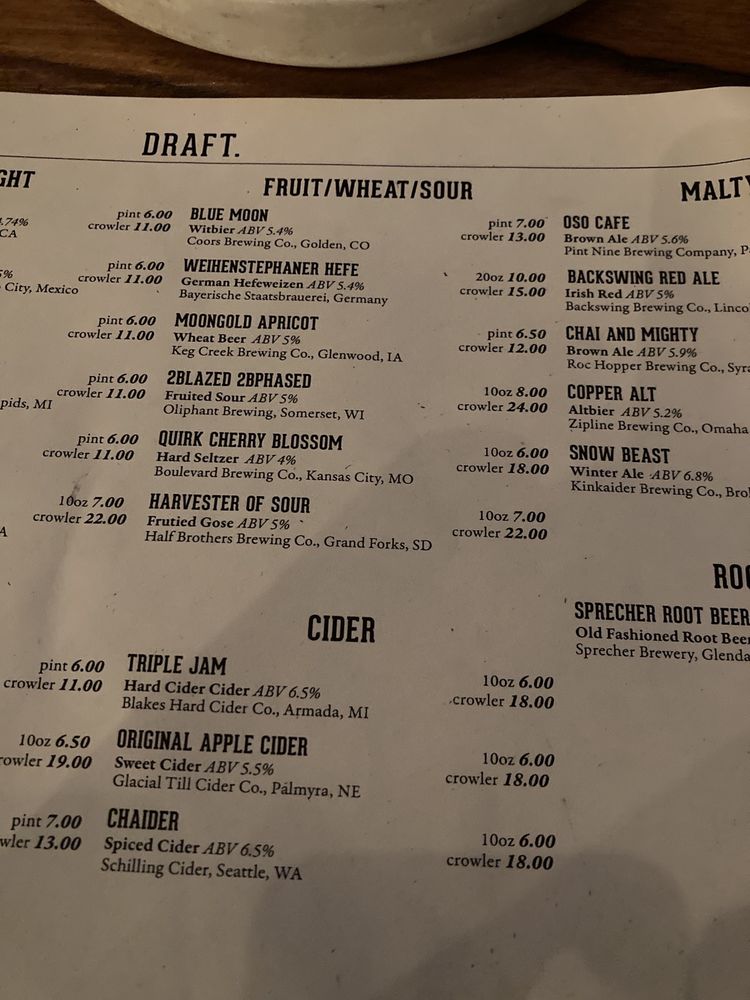 DRAFT.
GHT
4.74%
CA
5%
City, Mexico
pids, MI
A
pint 6.00
crowler 11.00
pint 6.00
crowler 11.00
pint 6.00
crowler 11.00
pint 6.00
crowler 11.00
pint 6.00
crowler 11.00
10oz 7.00
crowler 22.00
FRUIT/WHEAT/SOUR
BLUE MOON
Witbier ABV 5.4%
Coors Brewing Co., Golden, CO
WEIHENSTEPHANER HEFE
German Hefeweizen ABV 5.4%
Bayerische Staatsbrauerei, Germany
MOONGOLD APRICOT
Wheat Beer ABV 5%
Keg Creek Brewing Co., Glenwood, IA
2BLAZED 2BPHASED
Fruited Sour ABV 5%
Oliphant Brewing, Somerset, WI
QUIRK CHERRY BLOSSOM
Hard Seltzer ABV 4%
Boulevard Brewing Co., Kansas City, MO
HARVESTER OF SOUR
Frutied Gose ABV 5%
Half Brothers Brewing Co., Grand Forks, SD
pint 7.00
crowler 13.00
20oz 10.00
crowler 15.00
pint 6.50
crowler 12.00
10oz 8.00
crowler 24.00
10oz 6.00
crowler 18.00
10oz 7.00
crowler 22.00
MALTY
OSO CAFE
Brown Ale ABV 5.6%
Pint Nine Brewing Company, P
BACKSWING RED ALE
Irish Red ABV 5%
Backswing Brewing Co., Linco
CHAI AND MIGHTY
Brown Ale ABV 5.9%
Roc Hopper Brewing Co., Syra
COPPER ALT
Altbier ABV 5.2%
Zipline Brewing Co., Omaha
SNOW BEAST
Winter Ale ABV 6.8%
Kinkaider Brewing Co., Bro
pint 6.00
crowler 11.00
10oz 6.50
rowler 19.00
pint 7.00
wler 13.00
CIDER
TRIPLE JAM
Hard Cider Cider ABV 6.5%
Blakes Hard Cider Co., Armada, MI
ORIGINAL APPLE CIDER
Sweet Cider ABV 5.5%
Glacial Till Cider Co., Palmyra, NE
CHAIDER
Spiced Cider ABV 6.5%
Schilling Cider, Seattle, WA
10oz 6.00
crowler 18.00
10oz 6.00
crowler 18.00
10oz 6.00
crowler 18.00
ROO
SPRECHER ROOT BEER
Old Fashioned Root Beer
Sprecher Brewery, Glenda